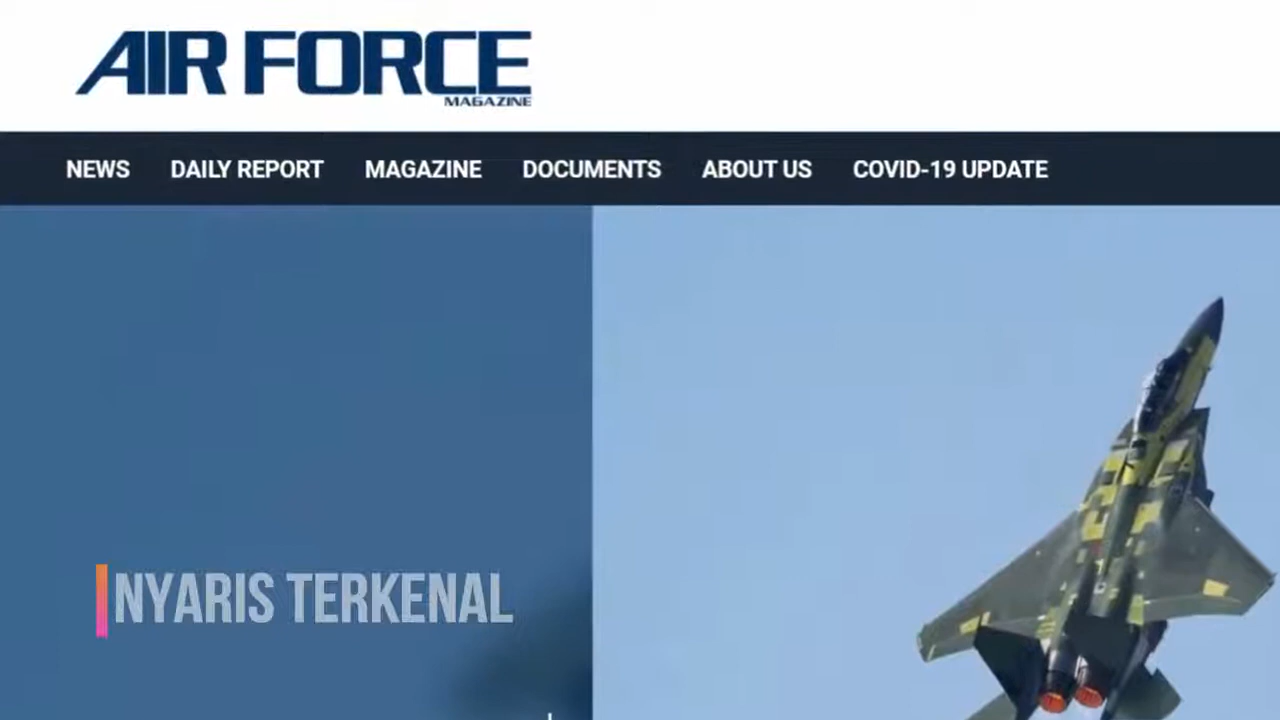 AIR FORCE
MAGAZINE
NEWS DAILY REPORT MAGAZINE DOCUMENTS ABOUT US COVID-19 UPDATE
NYARIS TERKENAL